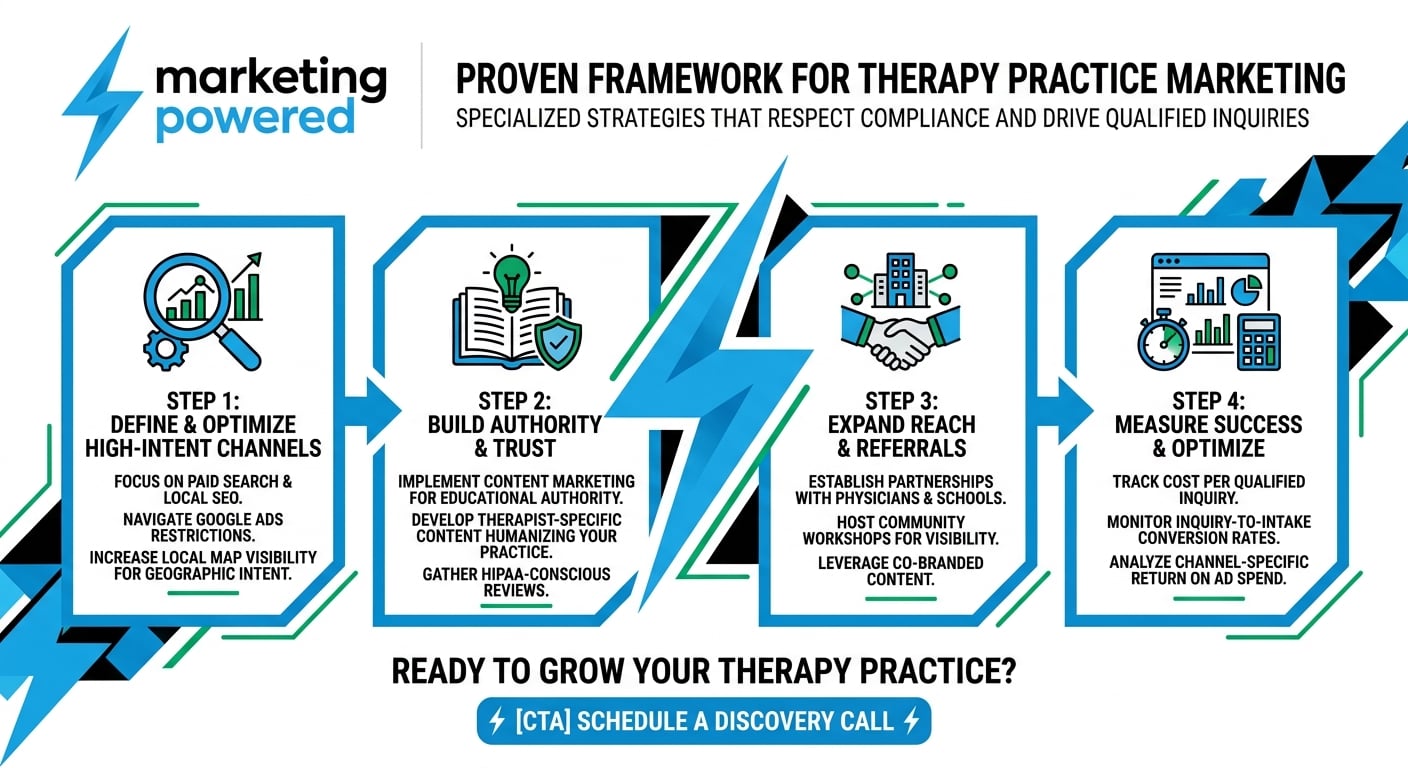 marketing
powered
PROVEN FRAMEWORK FOR THERAPY PRACTICE MARKETING
SPECIALIZED STRATEGIES THAT RESPECT COMPLIANCE AND DRIVE QUALIFIED INQUIRIES
STEP 1:
DEFINE & OPTIMIZE
HIGH-INTENT CHANNELS
FOCUS ON PAID SEARCH &
LOCAL SEO.
NAVIGATE GOOGLE ADS
RESTRICTIONS.
INCREASE LOCAL MAP VISIBILITY
FOR GEOGRAPHIC INTENT.
STEP 2:
BUILD AUTHORITY
& TRUST
IMPLEMENT CONTENT MARKETING
FOR EDUCATIONAL AUTHORITY.
DEVELOP THERAPIST-SPECIFIC
CONTENT HUMANIZING YOUR
PRACTICE.
GATHER HIPAA-CONSCIOUS
REVIEWS.
STEP 3:
EXPAND REACH
& REFERRALS
ESTABLISH PARTNERSHIPS
WITH PHYSICIANS & SCHOOLS.
HOST COMMUNITY
WORKSHOPS FOR VISIBILITY.
LEVERAGE CO-BRANDED
CONTENT.
STEP 4:
MEASURE SUCCESS
& OPTIMIZE
TRACK COST PER QUALIFIED
INQUIRY.
MONITOR INQUIRY-TO-INTAKE
CONVERSION RATES.
ANALYZE CHANNEL-SPECIFIC
RETURN ON AD SPEND.
READY TO GROW YOUR THERAPY PRACTICE?
[CTA] SCHEDULE A DISCOVERY CALL